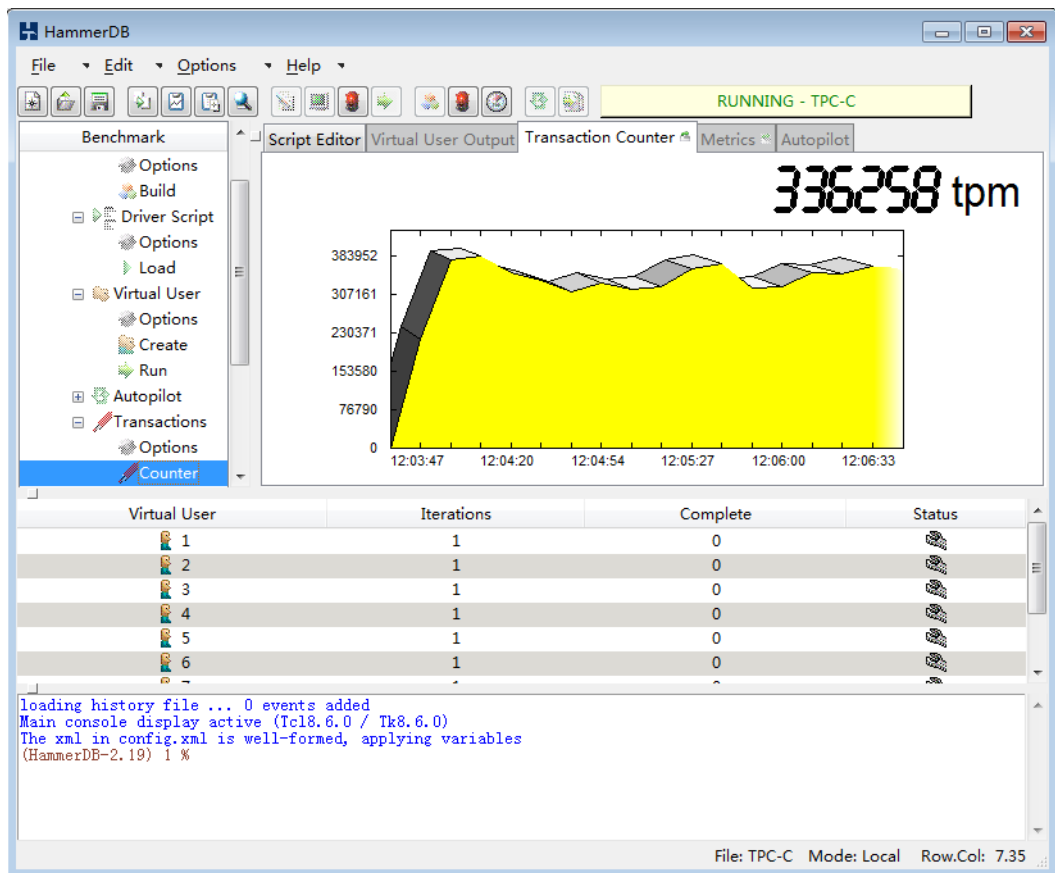 HammerDB
File Edit Options Help
RUNNING - TPC-C
Benchmark
Options
Build
Driver Script
Options
Load
Virtual User
Options
Create
Run
Autopilot
Transactions
Options
Counter
Script Editor Virtual User Output Transaction Counter Metrics Autopilot
336258 tpm
383952
307161
230371
153580
76790
0
12:03:47 12:04:20 12:04:54 12:05:27 12:06:00 12:06:33
Virtual User Iterations Complete Status
1 1 0
2 1 0
3 1 0
4 1 0
5 1 0
6 1 0
loading history file ... 0 events added
Main console display active (Tcl8.6.0 / Tk8.6.0)
The xml in config.xml is well-formed, applying variables
(HammerDB-2.19) 1 %
File: TPC-C Mode: Local Row.Col: 7.35